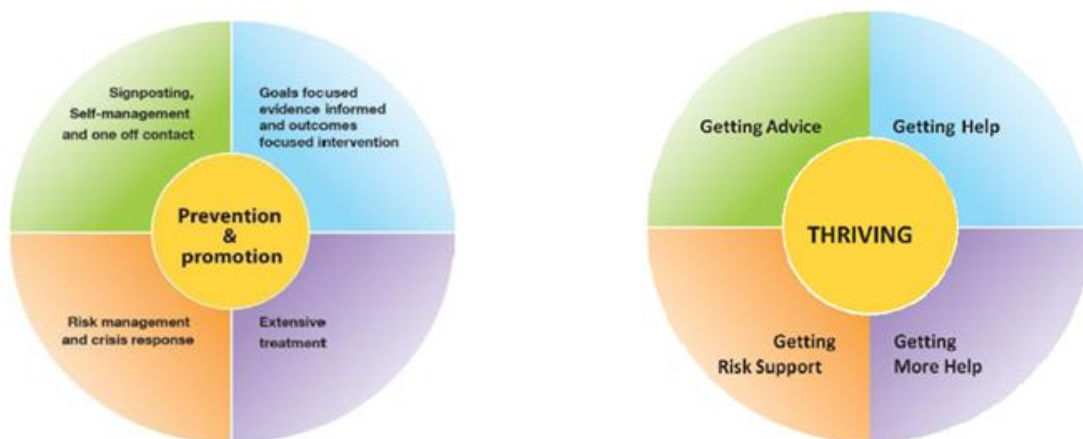 Signposting,
Self-management
and one off contact
Goals focused
evidence informed
and outcomes
focused intervention
Prevention
&
promotion
Risk management
and crisis response
Extensive
treatment
Getting Advice
Getting Help
THRIVING
Getting
Risk Support
Getting
More Help